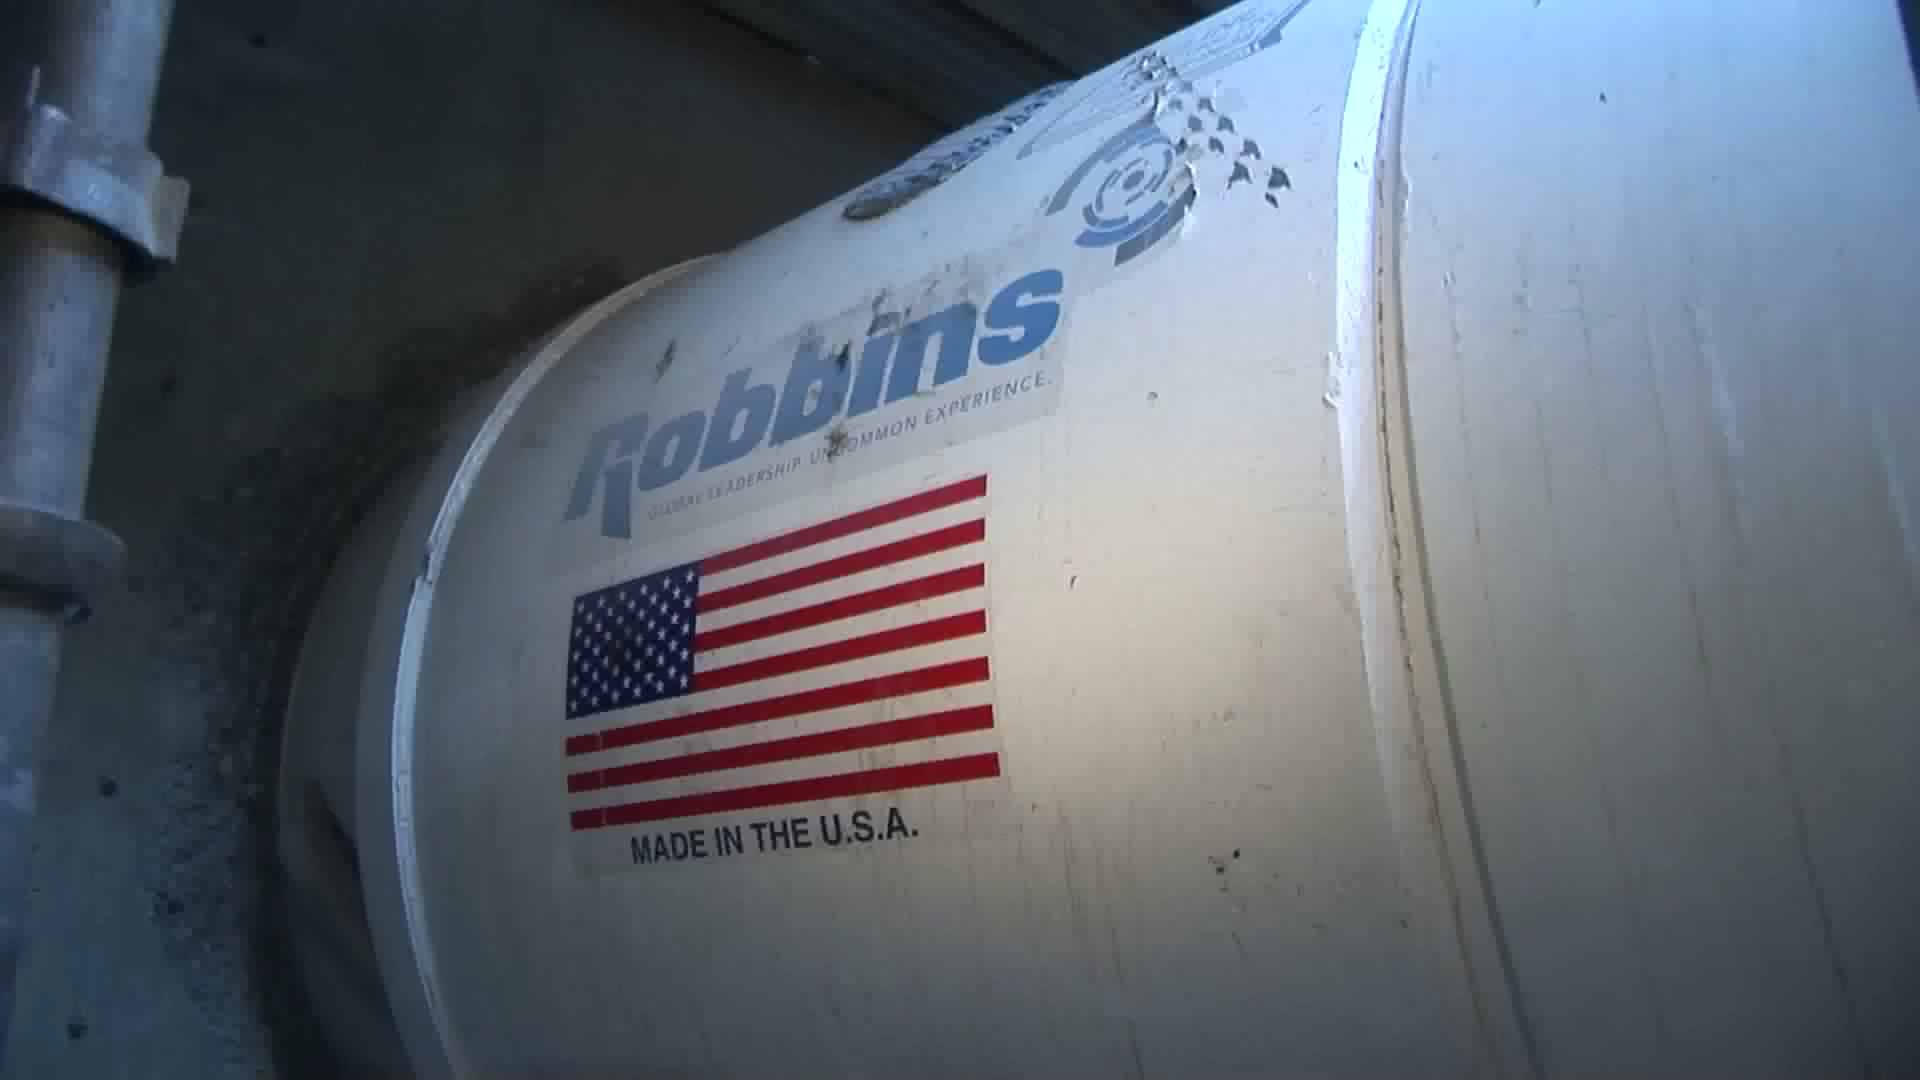 Robbins
GLOBAL LEADERSHIP. UNCOMMON EXPERIENCE.
MADE IN THE U.S.A.